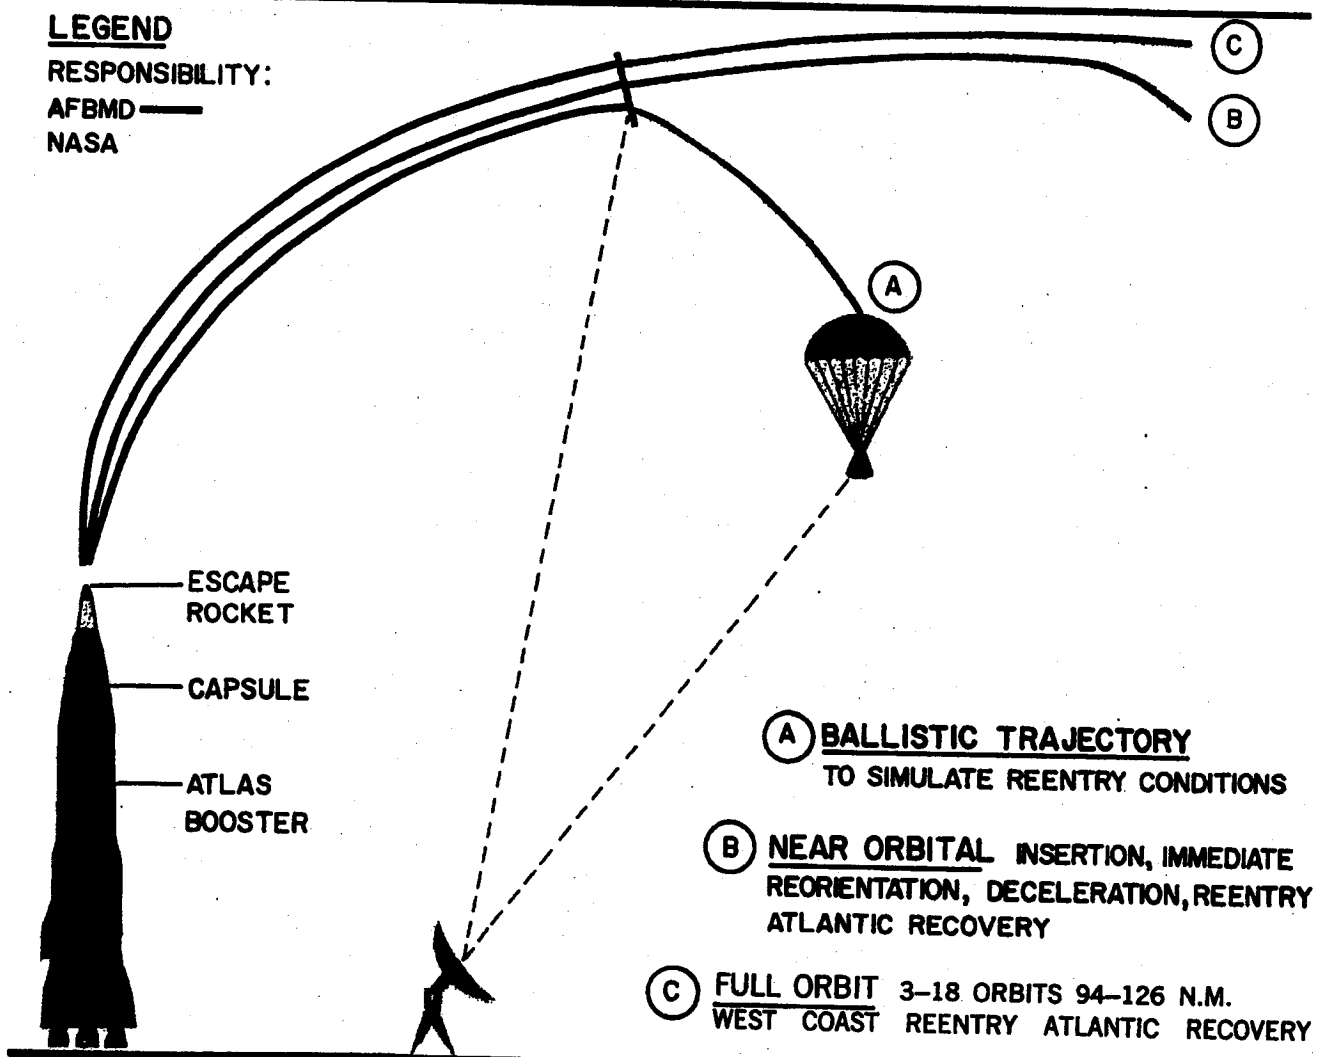 LEGEND
RESPONSIBILITY:
AFBMD
NASA
C
B
A
ESCAPE
ROCKET
CAPSULE
ATLAS
BOOSTER
A BALLISTIC TRAJECTORY
TO SIMULATE REENTRY CONDITIONS
B NEAR ORBITAL INSERTION, IMMEDIATE
REORIENTATION, DECELERATION, REENTRY
ATLANTIC RECOVERY
C FULL ORBIT 3-18 ORBITS 94-126 N.M.
WEST COAST REENTRY ATLANTIC RECOVERY